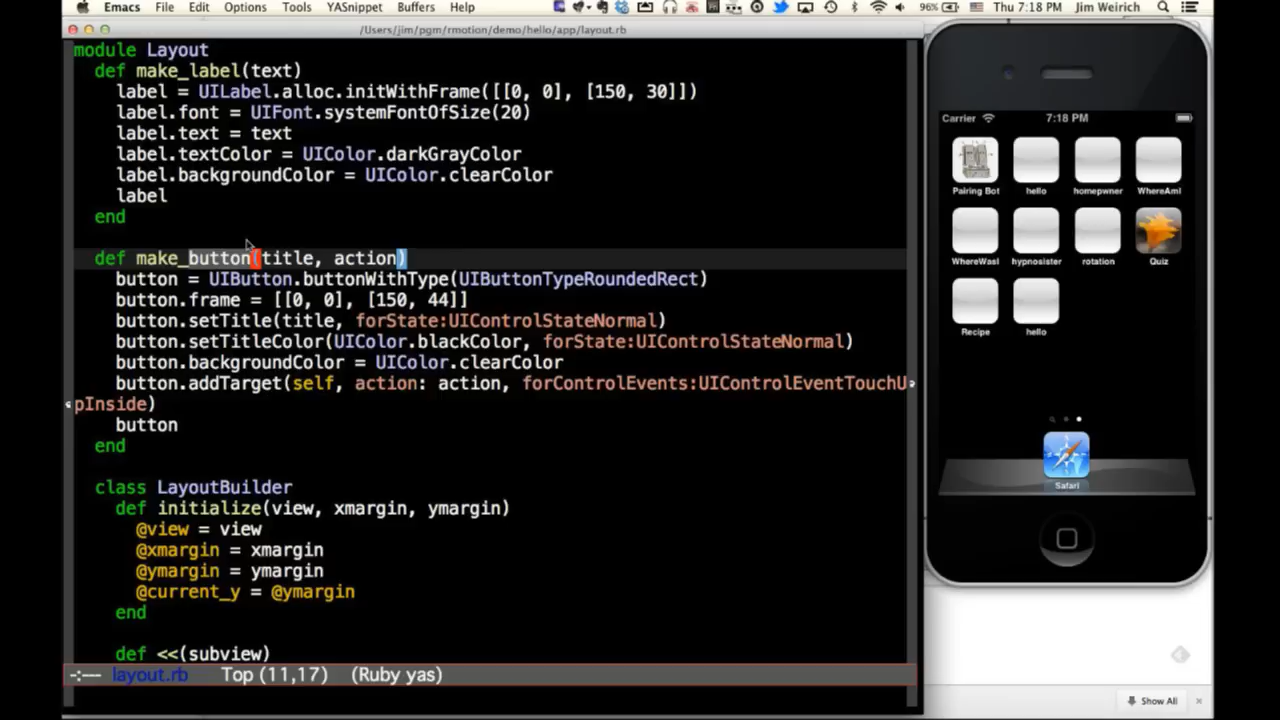 Emacs File Edit Options Tools YASnippet Buffers Help 96% Thu 7:18 PM Jim Weirich
/Users/jim/pgm/rmotion/demo/hello/app/layout.rb
module Layout
def make_label(text)
label = UILabel.alloc.initWithFrame([[0, 0], [150, 30]])
label.font = UIFont.systemFontOfSize(20)
label.text = text
label.textColor = UIColor.darkGrayColor
label.backgroundColor = UIColor.clearColor
label
end
def make_button(title, action)
button = UIButton.buttonWithType(UIButtonTypeRoundedRect)
button.frame = [[0, 0], [150, 44]]
button.setTitle(title, forState:UIControlStateNormal)
button.setTitleColor(UIColor.blackColor, forState:UIControlStateNormal)
button.backgroundColor = UIColor.clearColor
button.addTarget(self, action: action, forControlEvents:UIControlEventTouchU
pInside)
button
end
class LayoutBuilder
def initialize(view, xmargin, ymargin)
@view = view
@xmargin = xmargin
@ymargin = ymargin
@current_y = @ymargin
end
def <<(subview)
-:--- layout.rb Top (11,17) (Ruby yas)
Carrier 7:18 PM
Pairing Bot hello homepwner WhereAmI
WhereWasI hypnosister rotation Quiz
Recipe hello
Safari
Show All